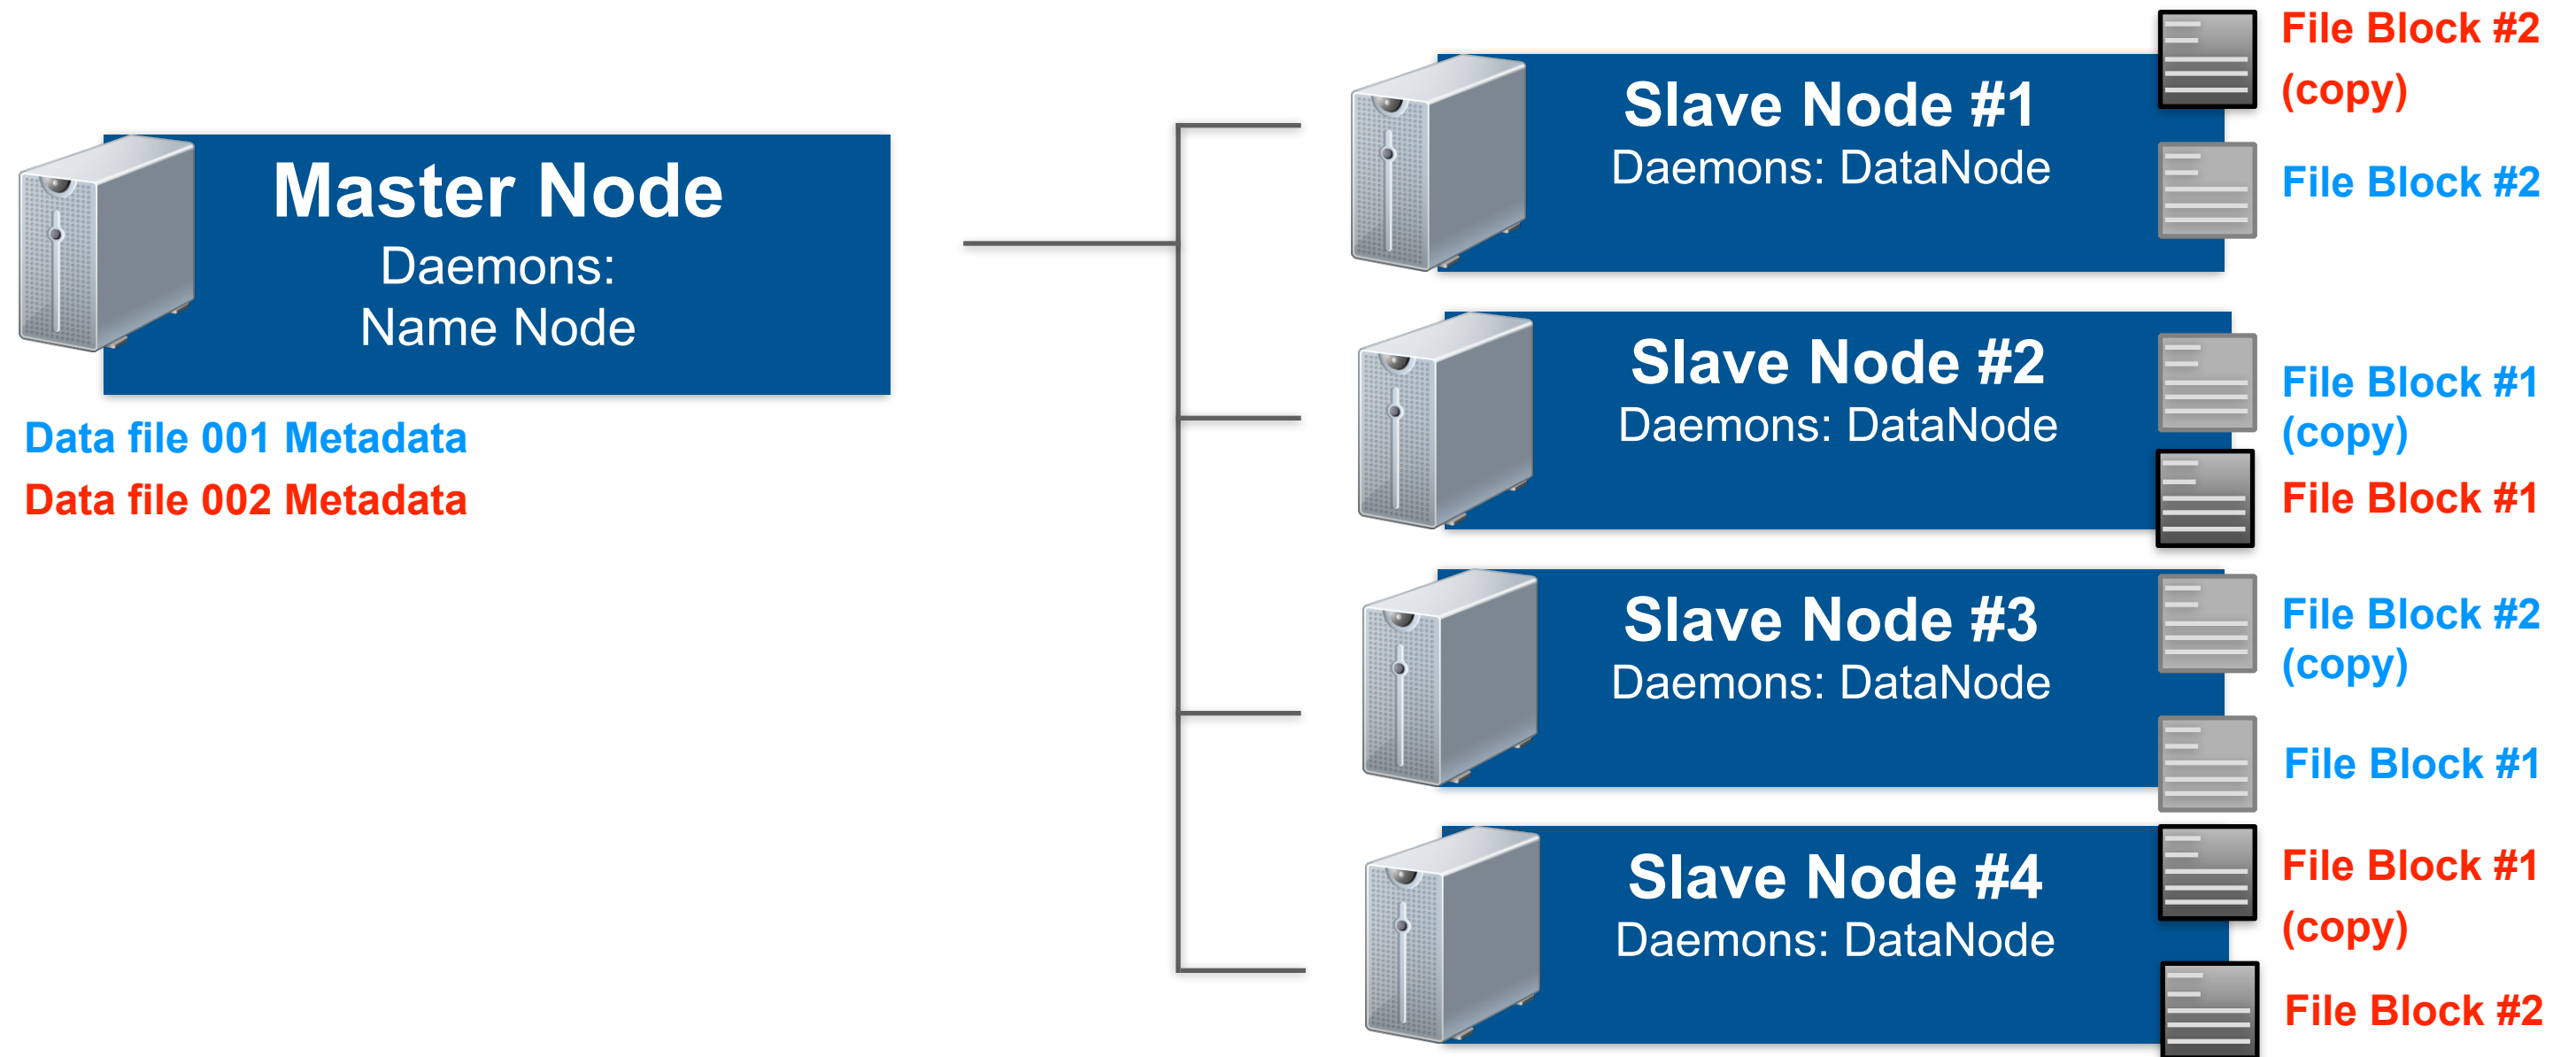 Master Node
Daemons:
Name Node
Data file 001 Metadata
Data file 002 Metadata
Slave Node #1
Daemons: DataNode
File Block #2
(copy)
File Block #2
Slave Node #2
Daemons: DataNode
File Block #1
(copy)
File Block #1
Slave Node #3
Daemons: DataNode
File Block #2
(copy)
File Block #1
Slave Node #4
Daemons: DataNode
File Block #1
(copy)
File Block #2